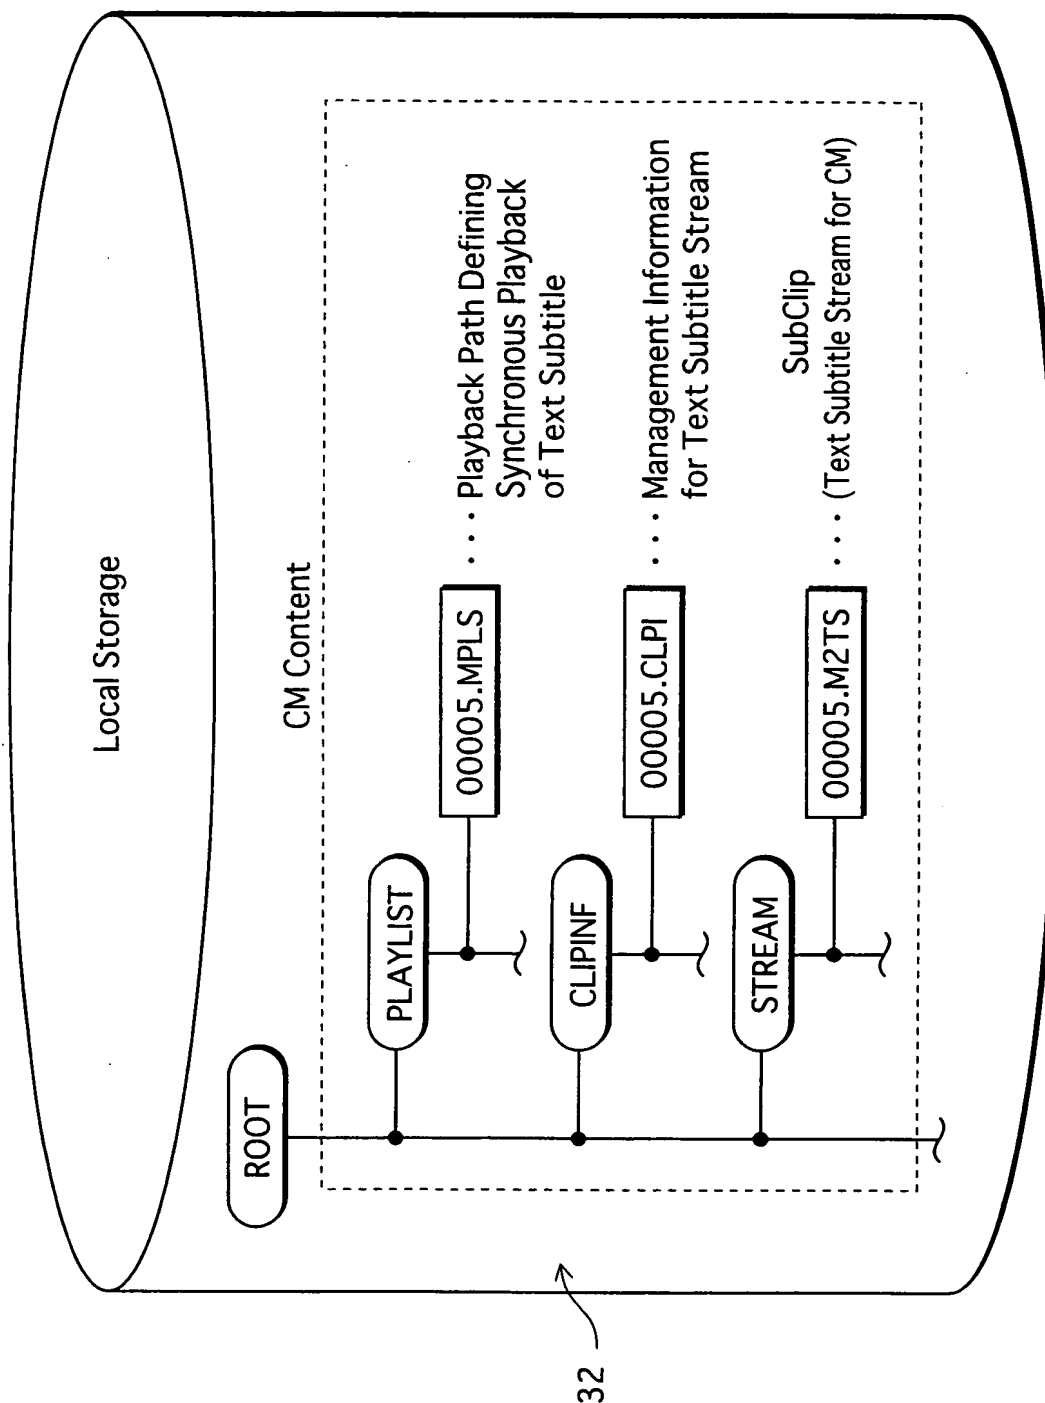 Local Storage
CM Content
ROOT
PLAYLIST
00005.MPLS
··· Playback Path Defining
Synchronous Playback
of Text Subtitle
CLIPINF
00005.CLPI
··· Management Information
for Text Subtitle Stream
STREAM
00005.M2TS
SubClip
··· (Text Subtitle Stream for CM)
32